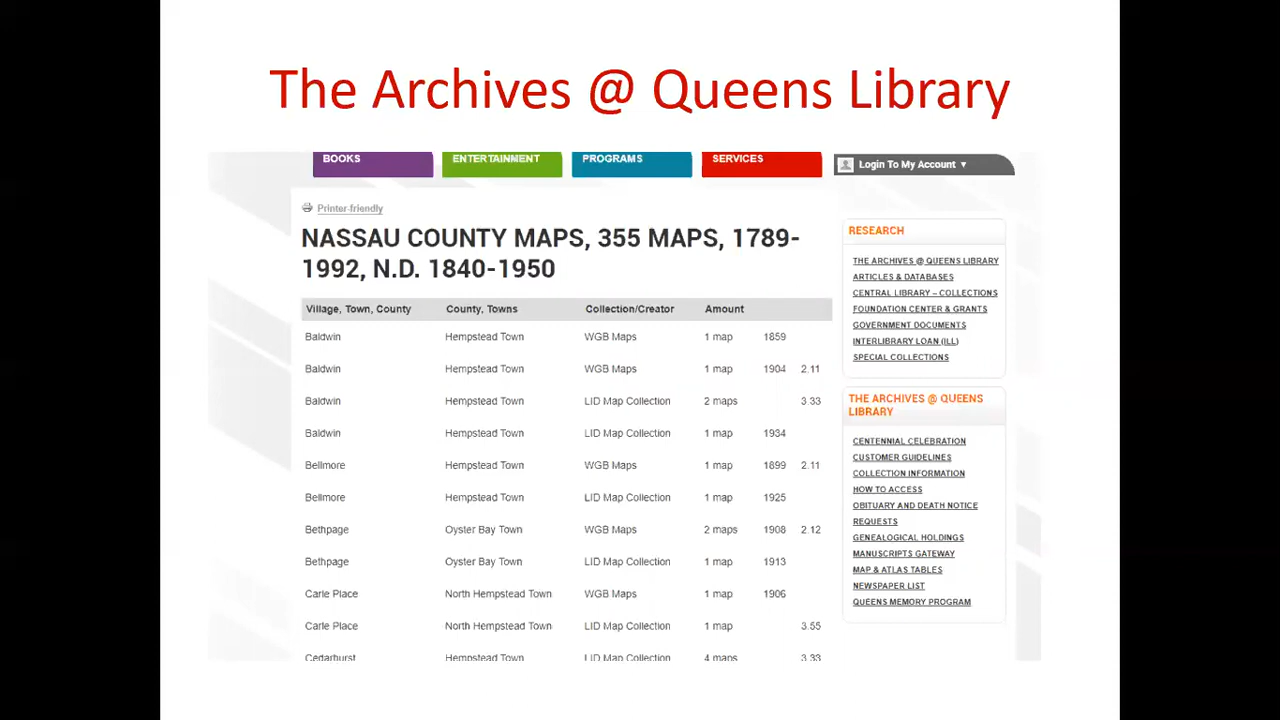 The Archives @ Queens Library
BOOKS ENTERTAINMENT PROGRAMS SERVICES Login To My Account ▼
Printer-friendly
NASSAU COUNTY MAPS, 355 MAPS, 1789-
1992, N.D. 1840-1950
Village, Town, County County, Towns Collection/Creator Amount
Baldwin Hempstead Town WGB Maps 1 map 1859
Baldwin Hempstead Town WGB Maps 1 map 1904 2.11
Baldwin Hempstead Town LID Map Collection 2 maps 3.33
Baldwin Hempstead Town LID Map Collection 1 map 1934
Bellmore Hempstead Town WGB Maps 1 map 1899 2.11
Bellmore Hempstead Town LID Map Collection 1 map 1925
Bethpage Oyster Bay Town WGB Maps 2 maps 1908 2.12
Bethpage Oyster Bay Town LID Map Collection 1 map 1913
Carle Place North Hempstead Town WGB Maps 1 map 1906
Carle Place North Hempstead Town LID Map Collection 1 map 3.55
Cedarhurst Hempstead Town LID Map Collection 4 maps 3.33
RESEARCH
THE ARCHIVES @ QUEENS LIBRARY
ARTICLES & DATABASES
CENTRAL LIBRARY – COLLECTIONS
FOUNDATION CENTER & GRANTS
GOVERNMENT DOCUMENTS
INTERLIBRARY LOAN (ILL)
SPECIAL COLLECTIONS
THE ARCHIVES @ QUEENS
LIBRARY
CENTENNIAL CELEBRATION
CUSTOMER GUIDELINES
COLLECTION INFORMATION
HOW TO ACCESS
OBITUARY AND DEATH NOTICE
REQUESTS
GENEALOGICAL HOLDINGS
MANUSCRIPTS GATEWAY
MAP & ATLAS TABLES
NEWSPAPER LIST
QUEENS MEMORY PROGRAM